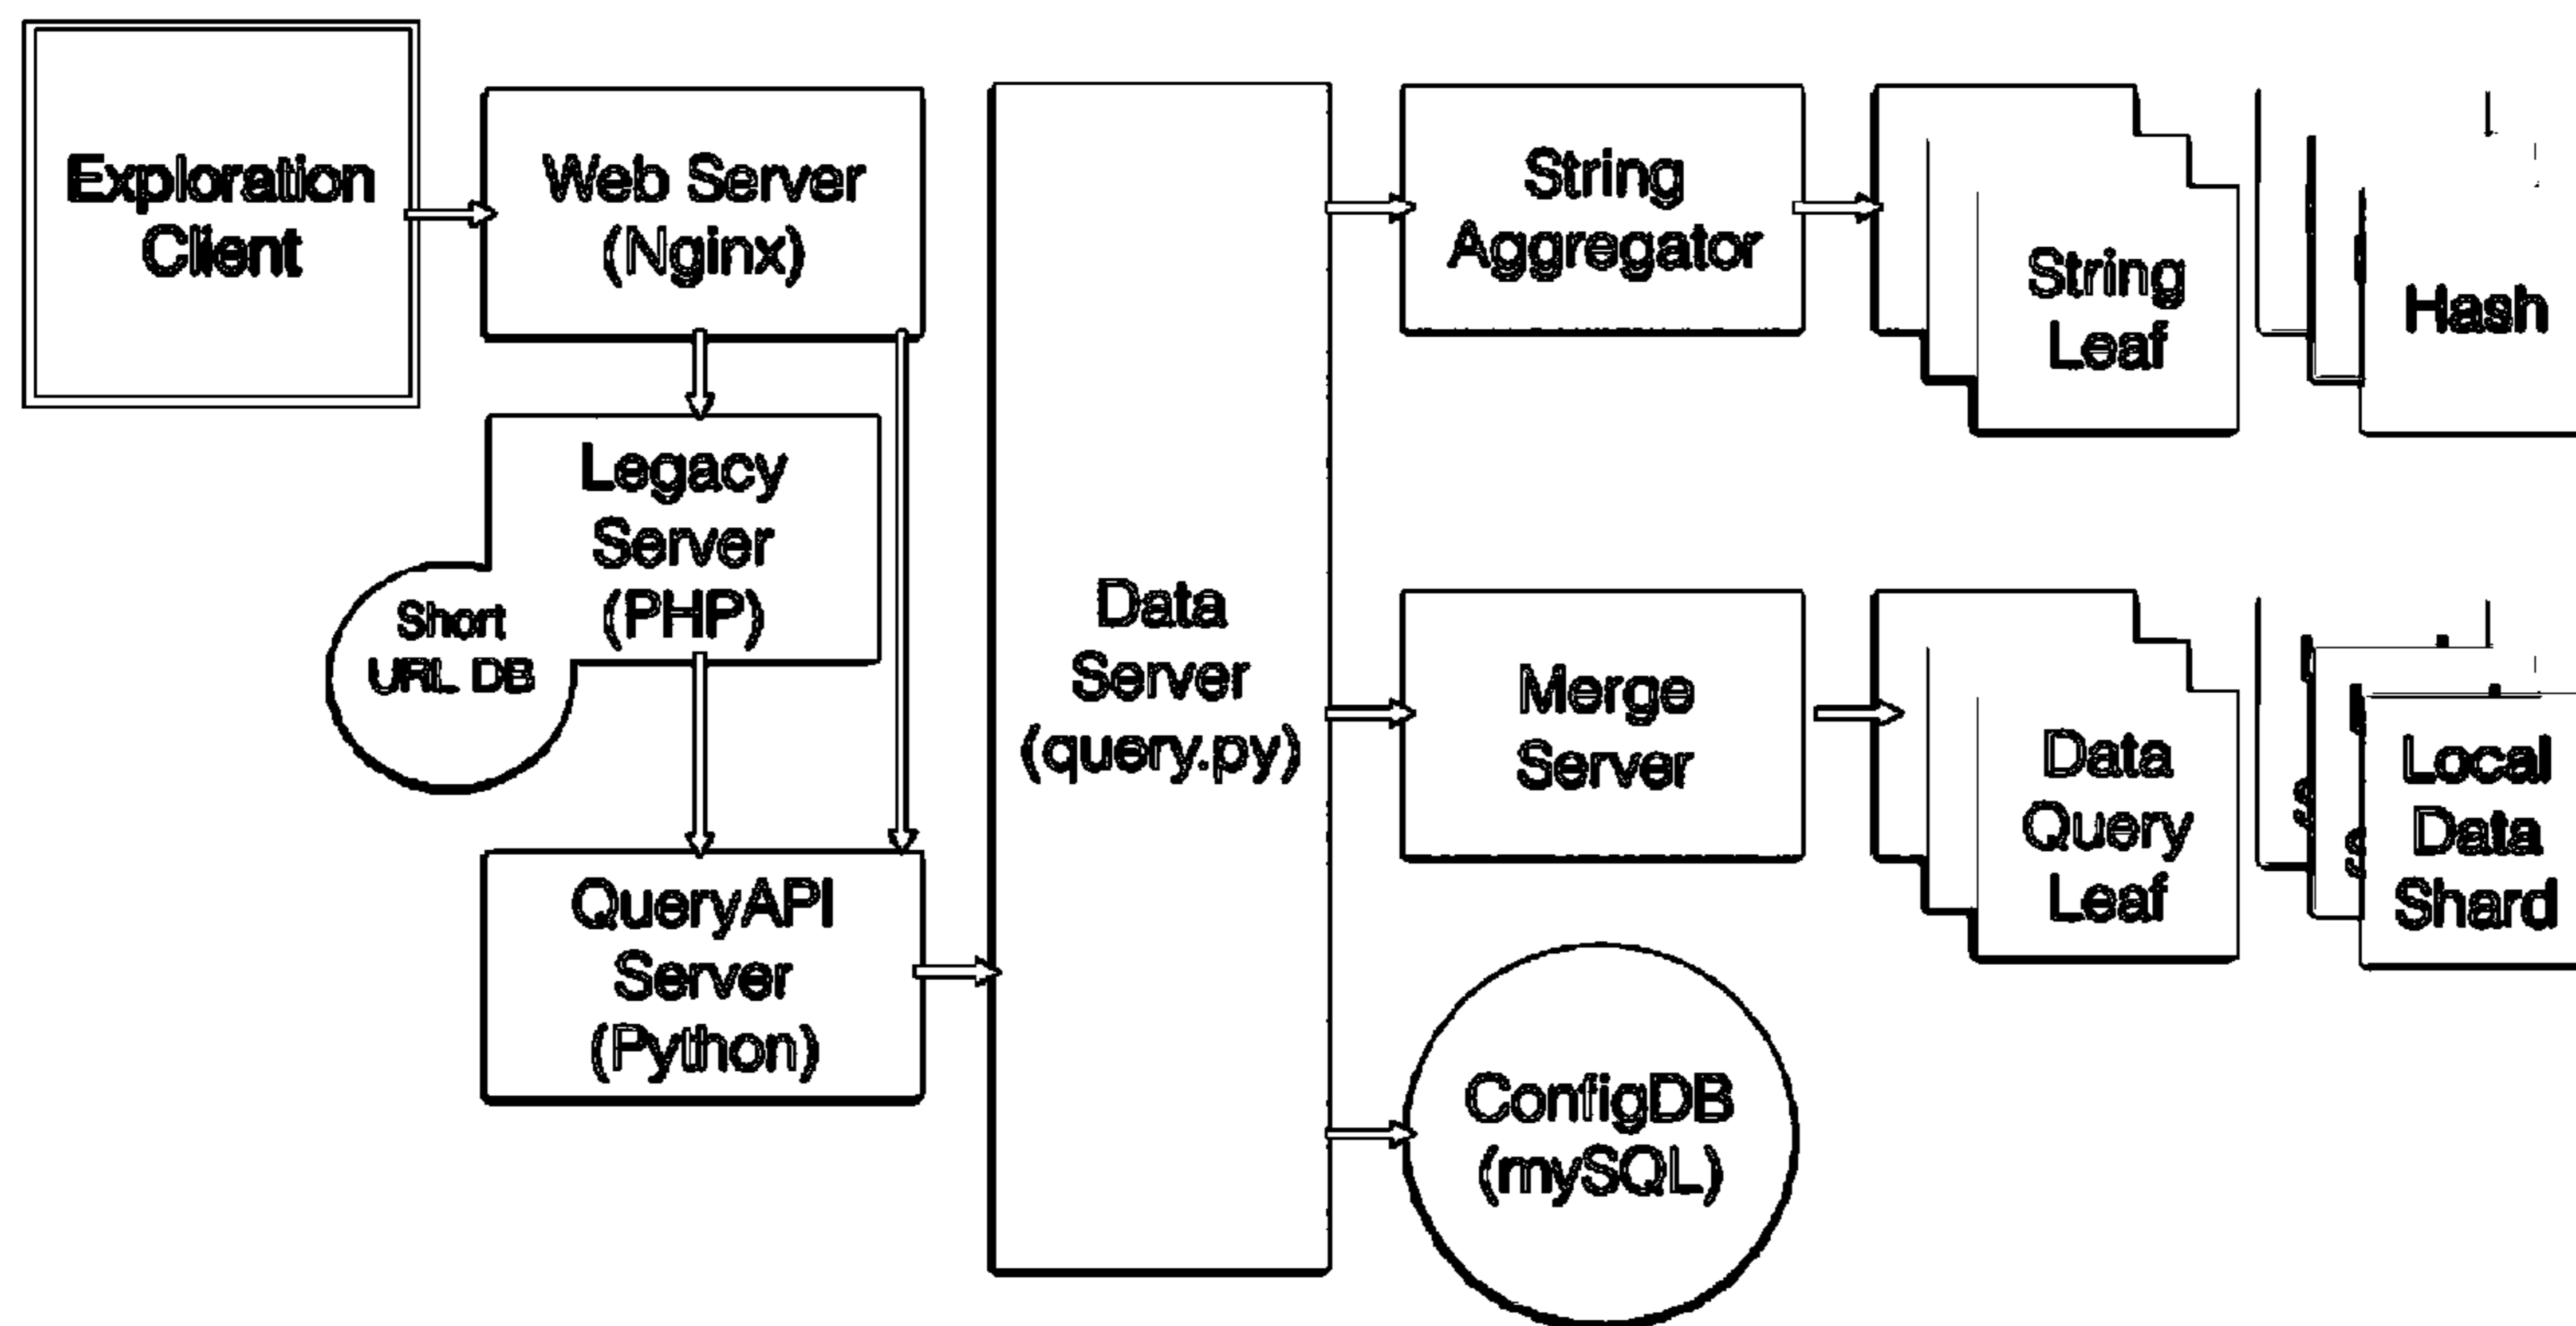 Exploration
Client
Web Server
(Nginx)
Legacy
Server
(PHP)
Short
URL DB
QueryAPI
Server
(Python)
Data
Server
(query.py)
String
Aggregator
String
Leaf
Hash
Merge
Server
Data
Query
Leaf
Local
Data
Shard
ConfigDB
(mySQL)